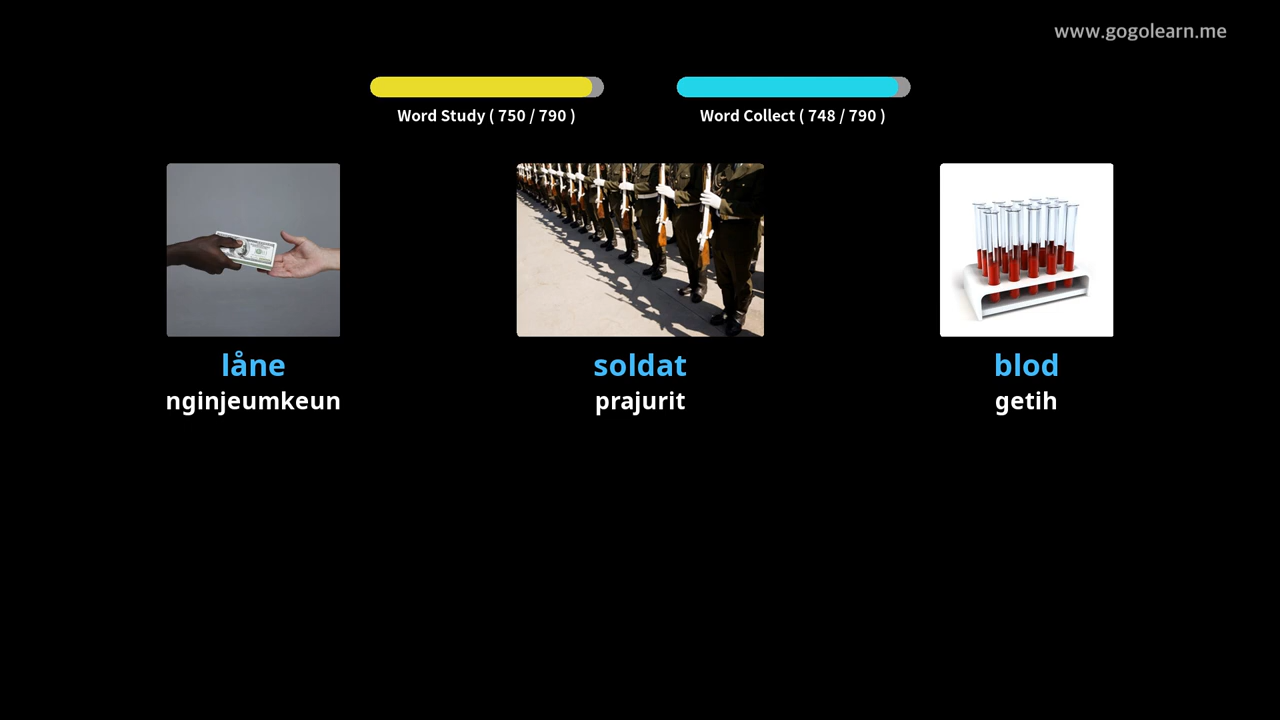 www.gogolearn.me
Word Study ( 750 / 790 )
Word Collect ( 748 / 790 )
låne
soldat
blod
nginjeumkeun
prajurit
getih